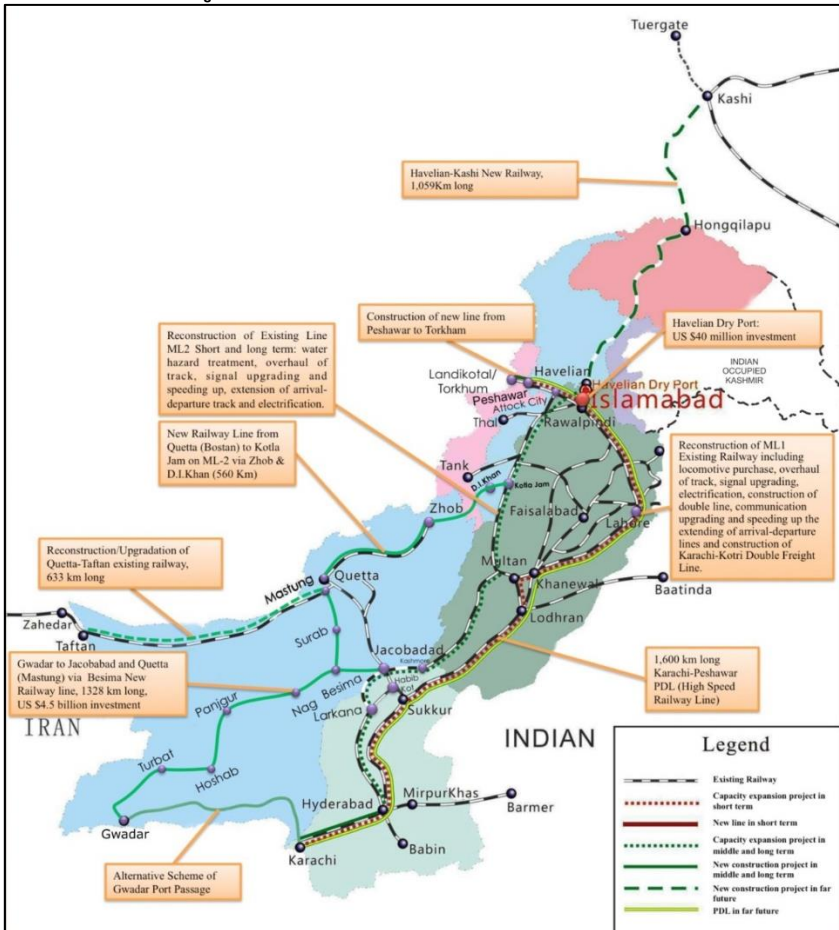 Tuergate
Kashi
Havelian-Kashi New Railway,
1,059Km long
Hongqilapu
Construction of new line from
Peshawar to Torkham
Havelian Dry Port:
US $40 million investment
Reconstruction of Existing Line
ML2 Short and long term: water
hazard treatment, overhaul of
track, signal upgrading and
speeding up, extension of arrival-
departure track and electrification.
INDIAN
OCCUPIED
KASHMIR
Landikotal/
Torkhum
Havelian
Havelian Dry Port
Peshawar
Attock City
islamabad
Rawalpindi
Thal
New Railway Line from
Quetta (Bostan) to Kotla
Jam on ML-2 via Zhob &
D.I.Khan (560 Km)
Reconstruction of ML1
Existing Railway including
locomotive purchase, overhaul
of track, signal upgrading,
electrification, construction of
double line, communication
upgrading and speeding up the
extending of arrival-departure
lines and construction of
Karachi-Kotri Double Freight
Line.
Tank
D.I.Khan
Kotla Jam
Zhob
Faisalabad
Lahore
Reconstruction/Upgradation of
Quetta-Taftan existing railway,
633 km long
Mastung
Quetta
Multan
Khanewal
Baatinda
Zahedar
Taftan
Lodhran
Surab
Gwadar to Jacobadad and Quetta
(Mastung) via Besima New
Railway line, 1328 km long,
US $4.5 billion investment
Jacobadad
Kashmore
1,600 km long
Karachi-Peshawar
PDL (High Speed
Railway Line)
Nag
Besima
Habib
Kot
Panjgur
Larkana
Sukkur
IRAN
INDIAN
Turbat
Hoshab
Gwadar
Hyderabad
MirpurKhas
Barmer
Babin
Karachi
Alternative Scheme of
Gwadar Port Passage
Legend
Existing Railway
Capacity expansion project in
short term
New line in short term
Capacity expansion project in
middle and long term
New construction project in
middle and long term
New construction project in far
future
PDL in far future